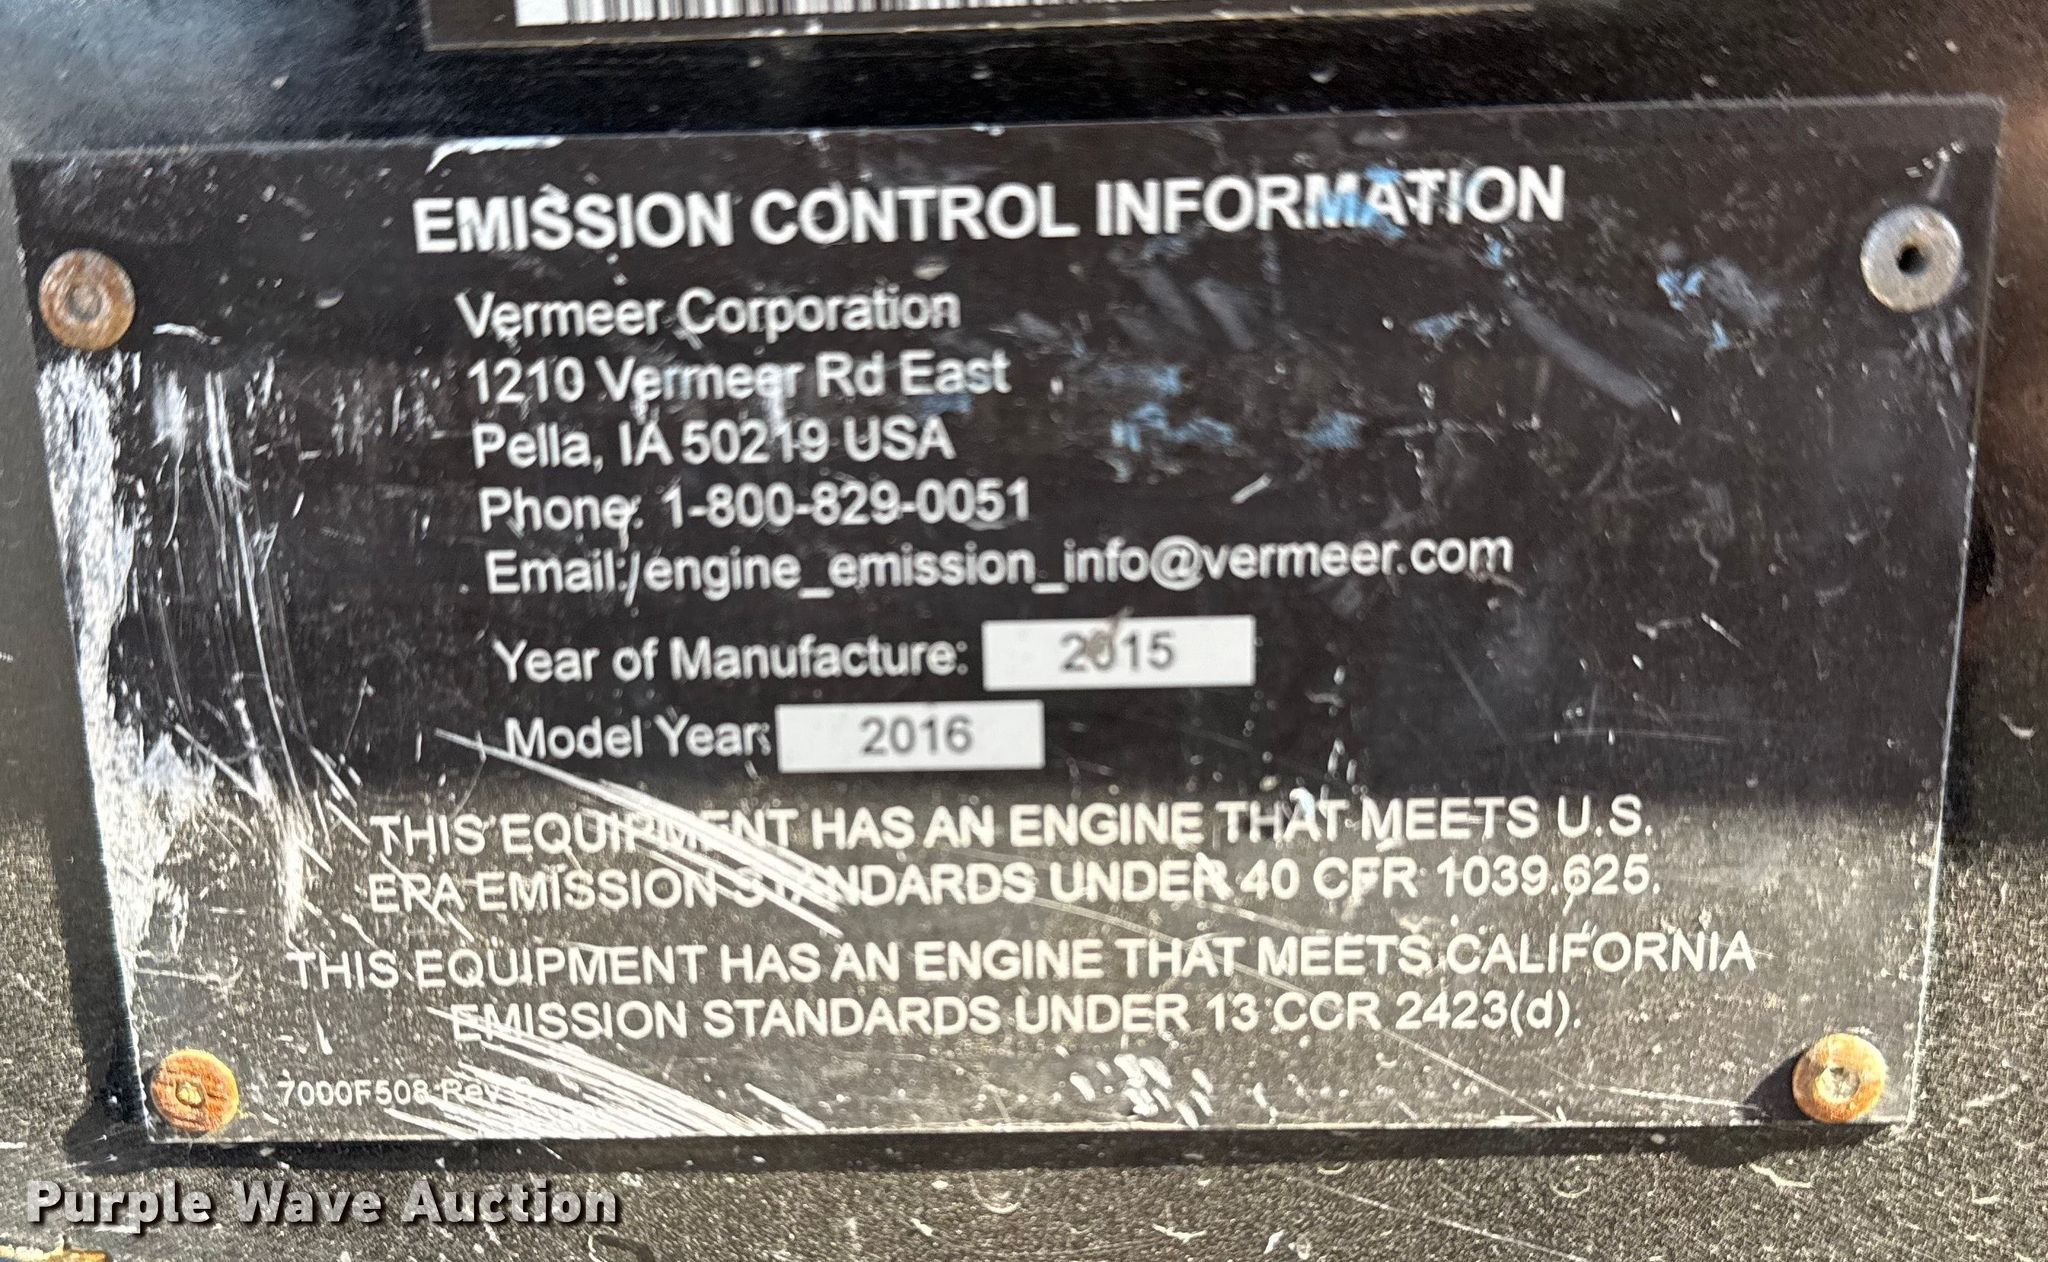 EMISSION CONTROL INFORMATION
Vermeer Corporation
1210 Vermeer Rd East
Pella, IA 50219 USA
Phone: 1-800-829-0051
Email: engine_emission_info@vermeer.com
Year of Manufacture: 2015
Model Year: 2016
THIS EQUIPMENT HAS AN ENGINE THAT MEETS U.S.
EPA EMISSION STANDARDS UNDER 40 CFR 1039.625.
THIS EQUIPMENT HAS AN ENGINE THAT MEETS CALIFORNIA
EMISSION STANDARDS UNDER 13 CCR 2423(d).
7000F508 Rev
Purple Wave Auction